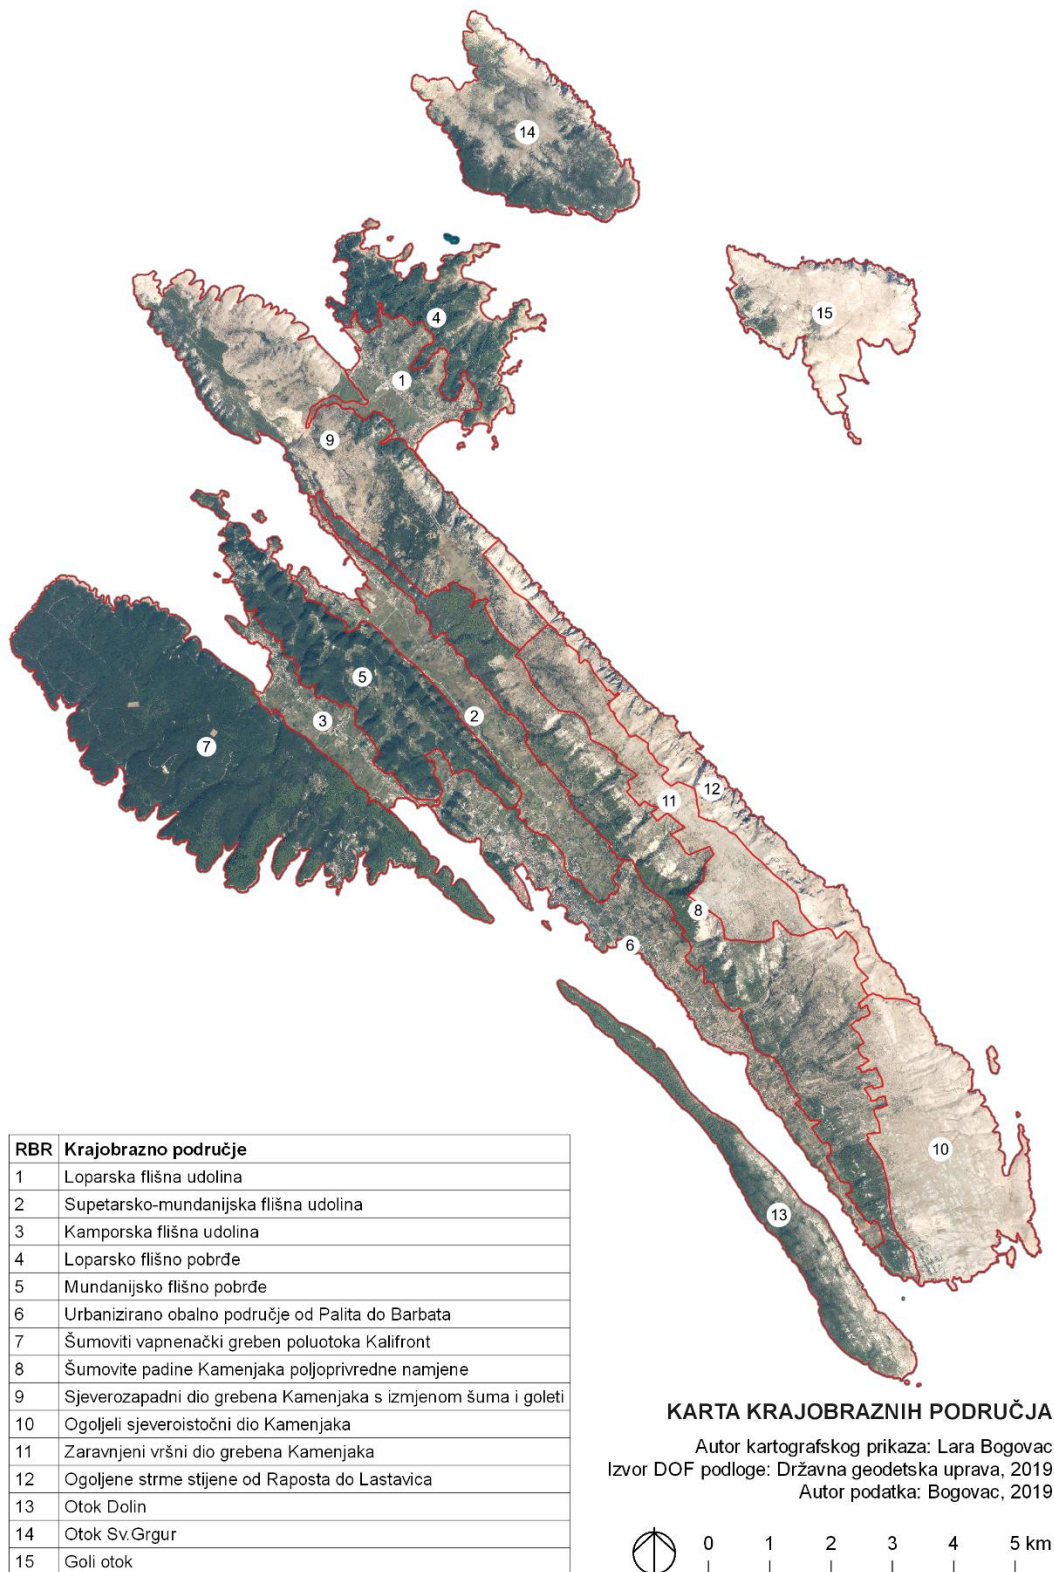 14
4
15
1
9
5
2
3
7
12
11
8
6
10
13
RBR Krajobrazno područje
1 Loparska flišna udolina
2 Supetarsko-mundanijska flišna udolina
3 Kamporska flišna udolina
4 Loparsko flišno pobrđe
5 Mundanijsko flišno pobrđe
6 Urbanizirano obalno područje od Palita do Barbata
7 Šumoviti vapnenački greben poluotoka Kalifront
8 Šumovite padine Kamenjaka poljoprivredne namjene
9 Sjeverozapadni dio grebena Kamenjaka s izmjenom šuma i goleti
10 Ogoljeli sjeveroistočni dio Kamenjaka
11 Zaravnjeni vršni dio grebena Kamenjaka
12 Ogoljene strme stijene od Raposta do Lastavica
13 Otok Dolin
14 Otok Sv.Grgur
15 Goli otok
KARTA KRAJOBRAZNIH PODRUČJA
Autor kartografskog prikaza: Lara Bogovac
Izvor DOF podloge: Državna geodetska uprava, 2019
Autor podatka: Bogovac, 2019
0 1 2 3 4 5 km